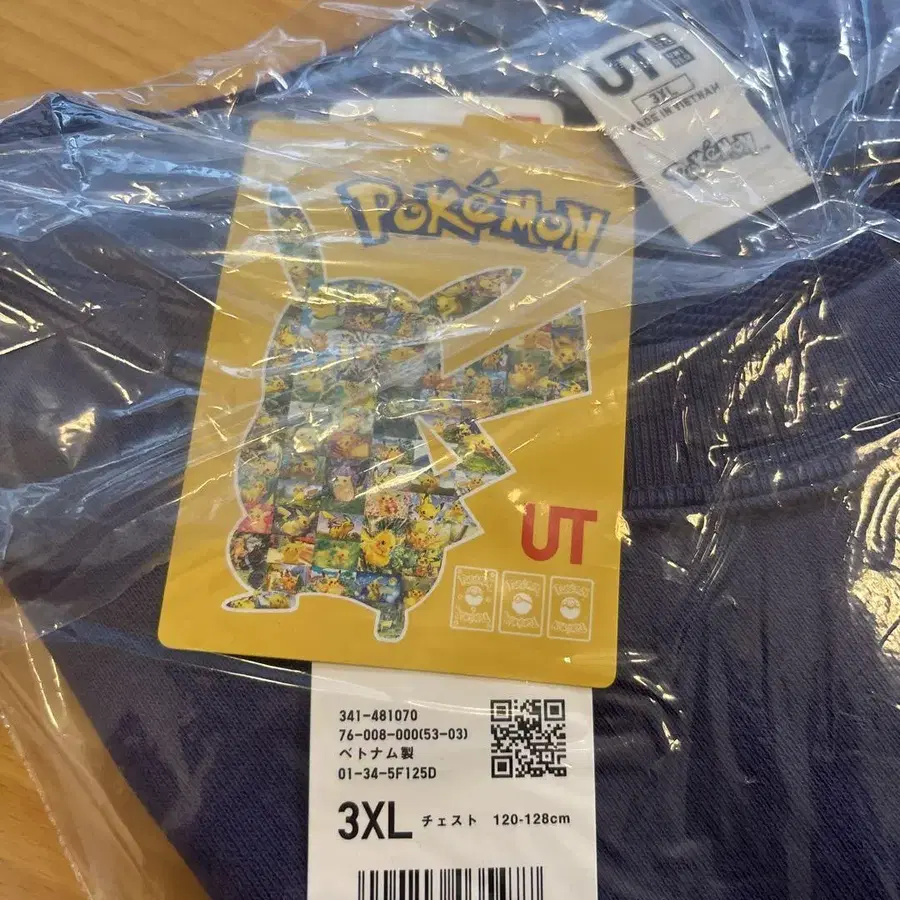 UT
3XL
MADE IN VIETNAM
POKéMON
POKéMON
UT
341-481070
76-008-000(53-03)
ベトナム製
01-34-5F125D
3XL チェスト 120-128cm